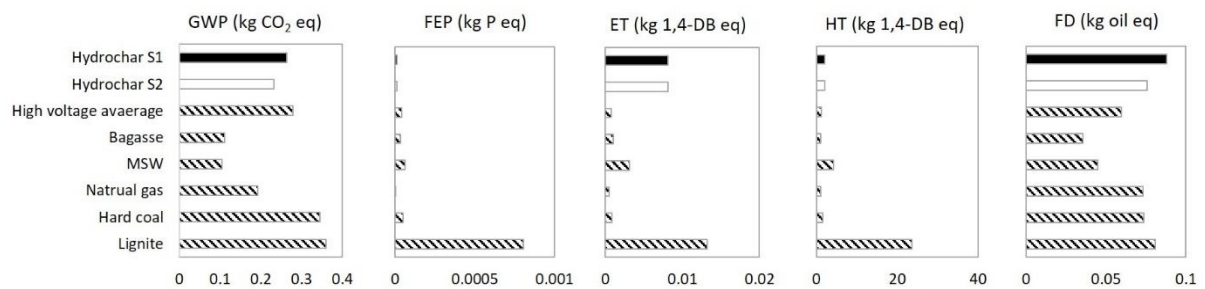 GWP (kg CO₂ eq) FEP (kg P eq) ET (kg 1,4-DB eq) HT (kg 1,4-DB eq) FD (kg oil eq)
Hydrochar S1
Hydrochar S2
High voltage avaerage
Bagasse
MSW
Natrual gas
Hard coal
Lignite
0 0.1 0.2 0.3 0.4 0 0.0005 0.001 0 0.01 0.02 0 20 40 0 0.05 0.1